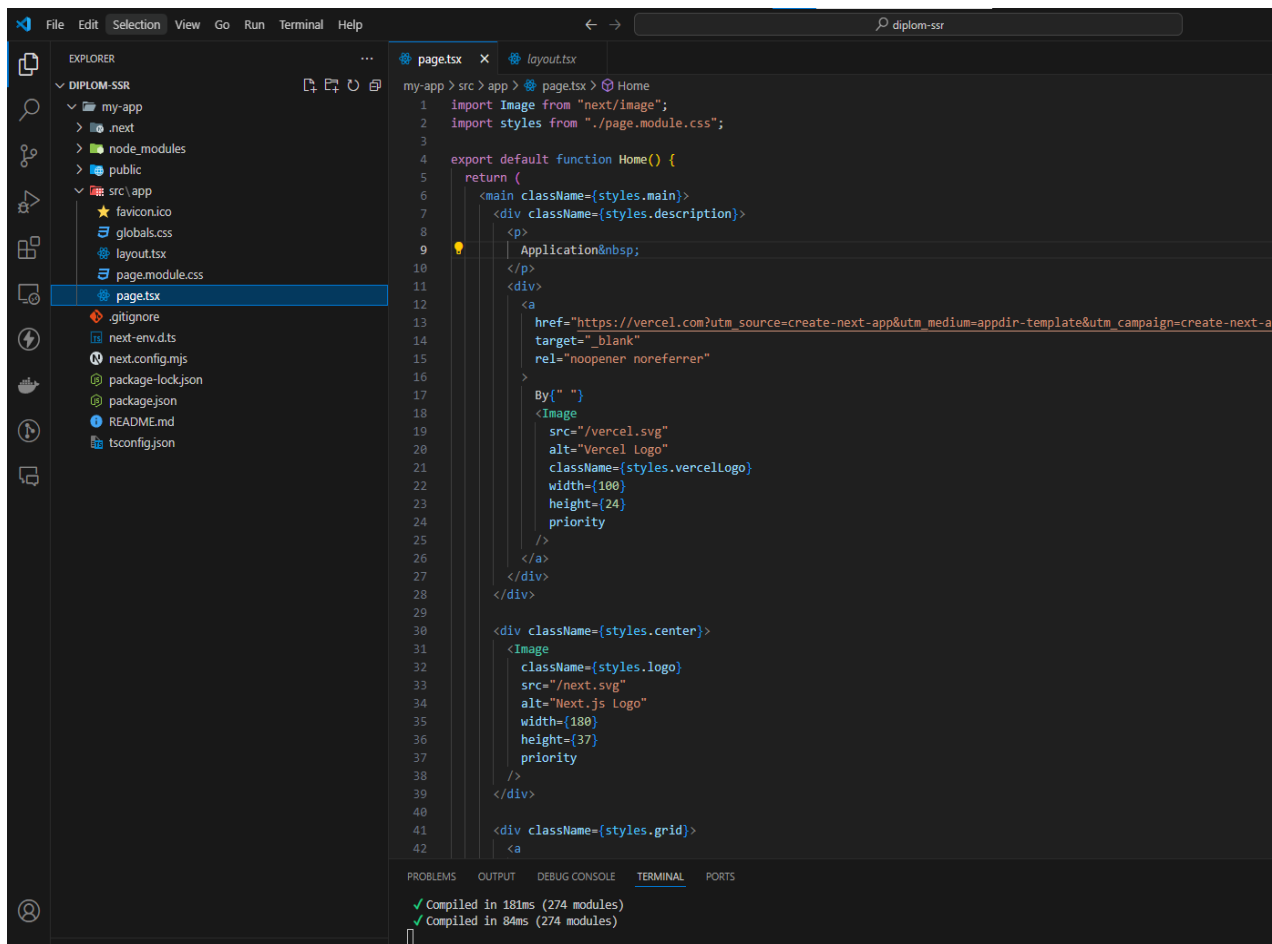 File Edit Selection View Go Run Terminal Help
diplom-ssr
EXPLORER
DIPLOM-SSR
my-app
.next
node_modules
public
src\app
favicon.ico
globals.css
layout.tsx
page.module.css
page.tsx
.gitignore
next-env.d.ts
next.config.mjs
package-lock.json
package.json
README.md
tsconfig.json
page.tsx layout.tsx
my-app > src > app > page.tsx > Home
1 import Image from "next/image";
2 import styles from "./page.module.css";
3
4 export default function Home() {
5 return (
6 <main className={styles.main}>
7 <div className={styles.description}>
8 <p>
9 Application&nbsp;
10 </p>
11 <div>
12 <a
13 href="https://vercel.com?utm_source=create-next-app&utm_medium=appdir-template&utm_campaign=create-next-a
14 target="_blank"
15 rel="noopener noreferrer"
16 >
17 By{" "}
18 <Image
19 src="/vercel.svg"
20 alt="Vercel Logo"
21 className={styles.vercelLogo}
22 width={100}
23 height={24}
24 priority
25 />
26 </a>
27 </div>
28 </div>
29
30 <div className={styles.center}>
31 <Image
32 className={styles.logo}
33 src="/next.svg"
34 alt="Next.js Logo"
35 width={180}
36 height={37}
37 priority
38 />
39 </div>
40
41 <div className={styles.grid}>
42 <a
PROBLEMS OUTPUT DEBUG CONSOLE TERMINAL PORTS
✓ Compiled in 181ms (274 modules)
✓ Compiled in 84ms (274 modules)